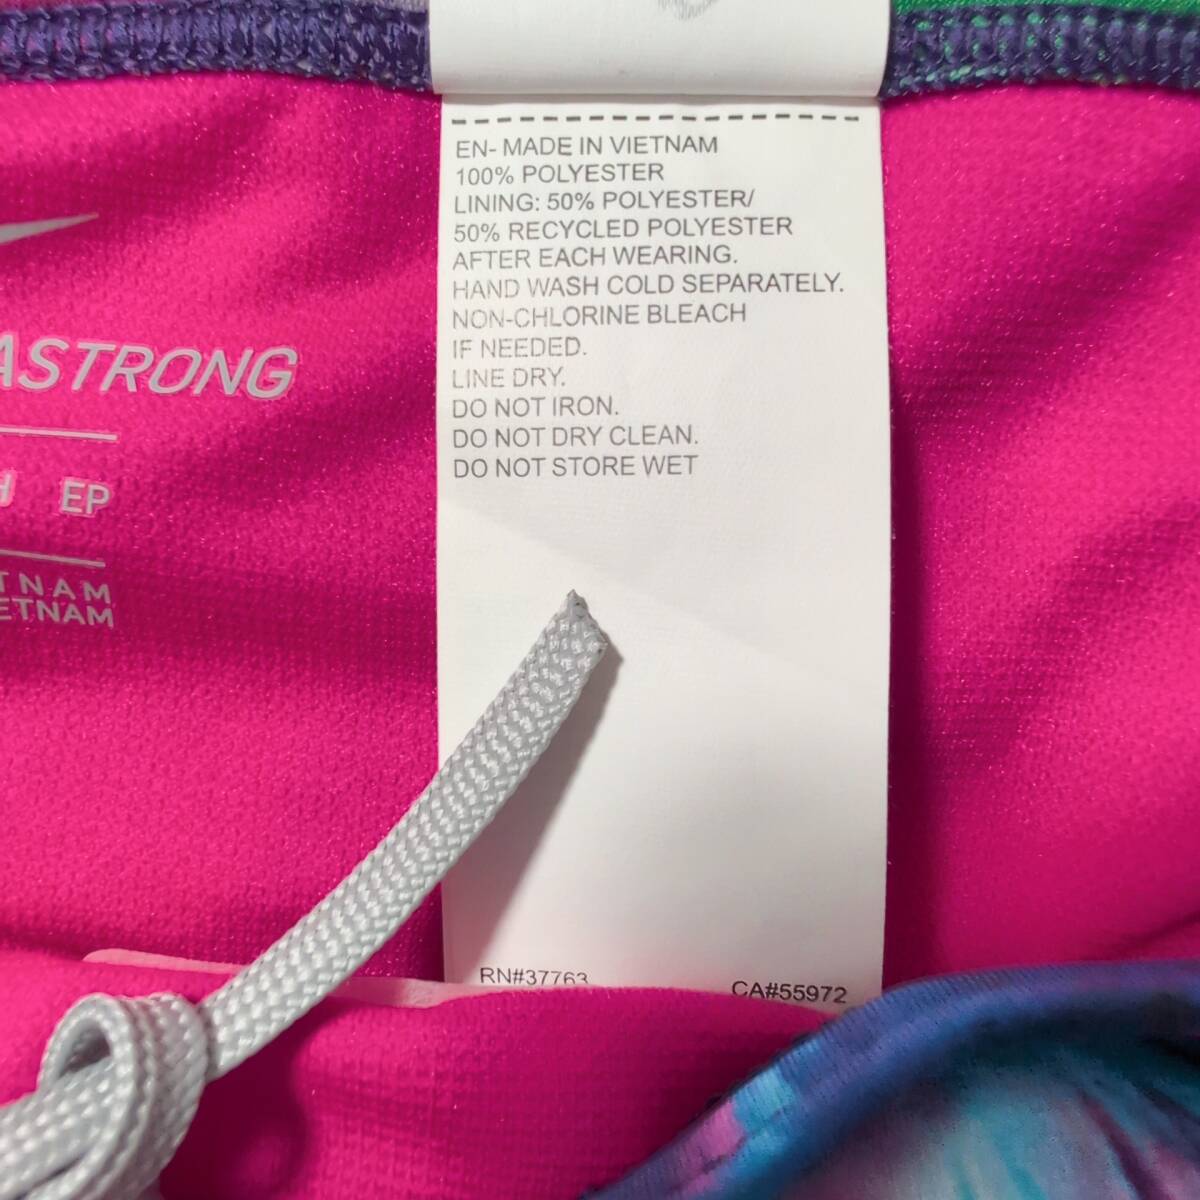 EN- MADE IN VIETNAM
100% POLYESTER
LINING: 50% POLYESTER/
50% RECYCLED POLYESTER
AFTER EACH WEARING.
HAND WASH COLD SEPARATELY.
NON-CHLORINE BLEACH
IF NEEDED.
LINE DRY.
DO NOT IRON.
DO NOT DRY CLEAN.
DO NOT STORE WET
RN#37763
CA#55972
ASTRONG
H EP
TNAM
ETNAM